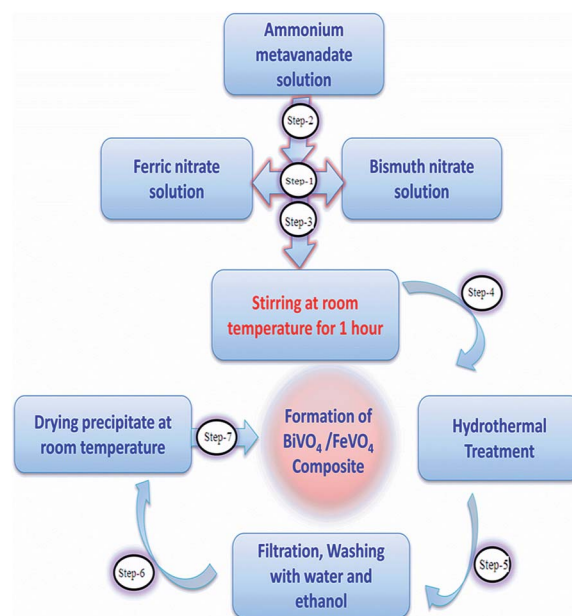 Ammonium
metavanadate
solution
Step-2
Ferric nitrate
solution
Step-1
Bismuth nitrate
solution
Step-3
Stirring at room
temperature for 1 hour
Step-4
Drying precipitate at
room temperature
Step-7
Formation of
BiVO₄ /FeVO₄
Composite
Hydrothermal
Treatment
Step-6
Filtration, Washing
with water and
ethanol
Step-5